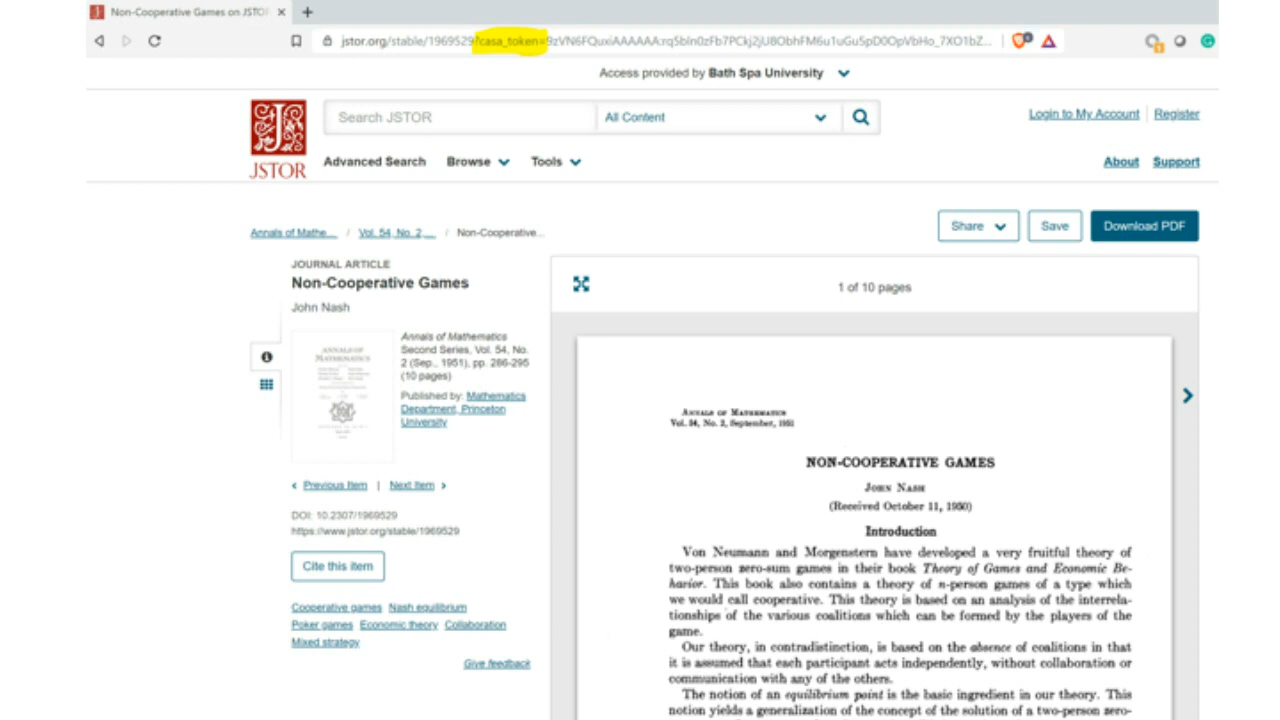 Non-Cooperative Games on JSTOR
jstor.org/stable/1969529?casa_token=
Access provided by Bath Spa University
Search JSTOR
All Content
Login to My Account
Register
JSTOR
Advanced Search
Browse
Tools
About
Support
Annals of Mathe... / Vol. 54, No. 2,... / Non-Cooperative...
Share
Save
Download PDF
JOURNAL ARTICLE
Non-Cooperative Games
John Nash
ANNALS OF
MATHEMATICS
Annals of Mathematics
Second Series, Vol. 54, No.
2 (Sep., 1951), pp. 286-295
(10 pages)
Published by: Mathematics
Department, Princeton
University
Previous Item | Next Item
DOI: 10.2307/1969529
https://www.jstor.org/stable/1969529
Cite this item
Cooperative games Nash equilibrium
Poker games Economic theory Collaboration
Mixed strategy
Give feedback
1 of 10 pages
ANNALS OF MATHEMATICS
Vol. 54, No. 2, September, 1951
NON-COOPERATIVE GAMES
JOHN NASH
(Received October 11, 1950)
Introduction
Von Neumann and Morgenstern have developed a very fruitful theory of
two-person zero-sum games in their book Theory of Games and Economic Be-
havior. This book also contains a theory of n-person games of a type which
we would call cooperative. This theory is based on an analysis of the interrela-
tionships of the various coalitions which can be formed by the players of the
game.
Our theory, in contradistinction, is based on the absence of coalitions in that
it is assumed that each participant acts independently, without collaboration or
communication with any of the others.
The notion of an equilibrium point is the basic ingredient in our theory. This
notion yields a generalization of the concept of the solution of a two-person zero-